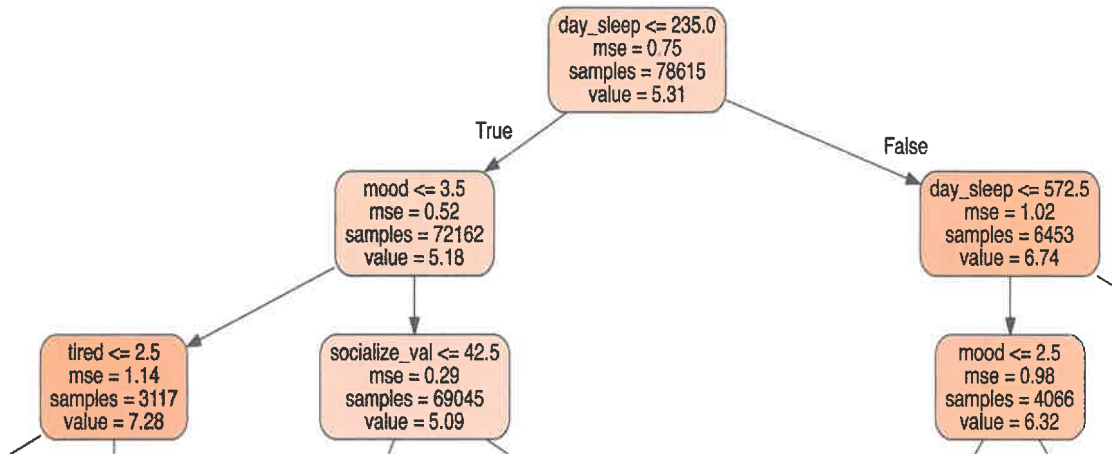 day_sleep <= 235.0
mse = 0.75
samples = 78615
value = 5.31
True
False
mood <= 3.5
mse = 0.52
samples = 72162
value = 5.18
day_sleep <= 572.5
mse = 1.02
samples = 6453
value = 6.74
tired <= 2.5
mse = 1.14
samples = 3117
value = 7.28
socialize_val <= 42.5
mse = 0.29
samples = 69045
value = 5.09
mood <= 2.5
mse = 0.98
samples = 4066
value = 6.32